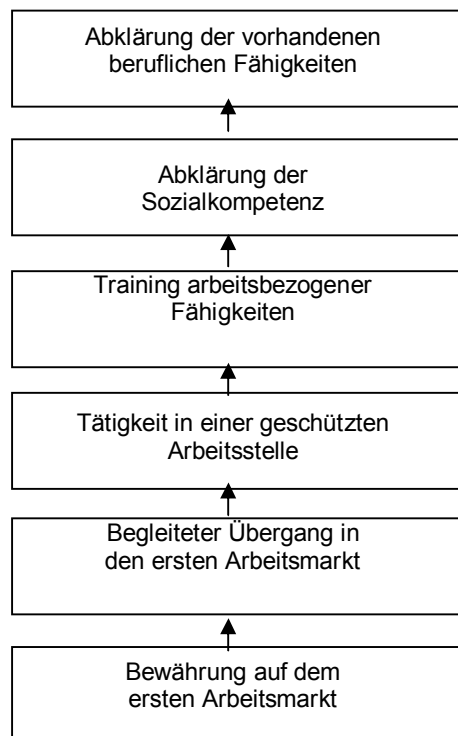 Abklärung der vorhandenen
beruflichen Fähigkeiten
Abklärung der
Sozialkompetenz
Training arbeitsbezogener
Fähigkeiten
Tätigkeit in einer geschützten
Arbeitsstelle
Begleiteter Übergang in
den ersten Arbeitsmarkt
Bewährung auf dem
ersten Arbeitsmarkt